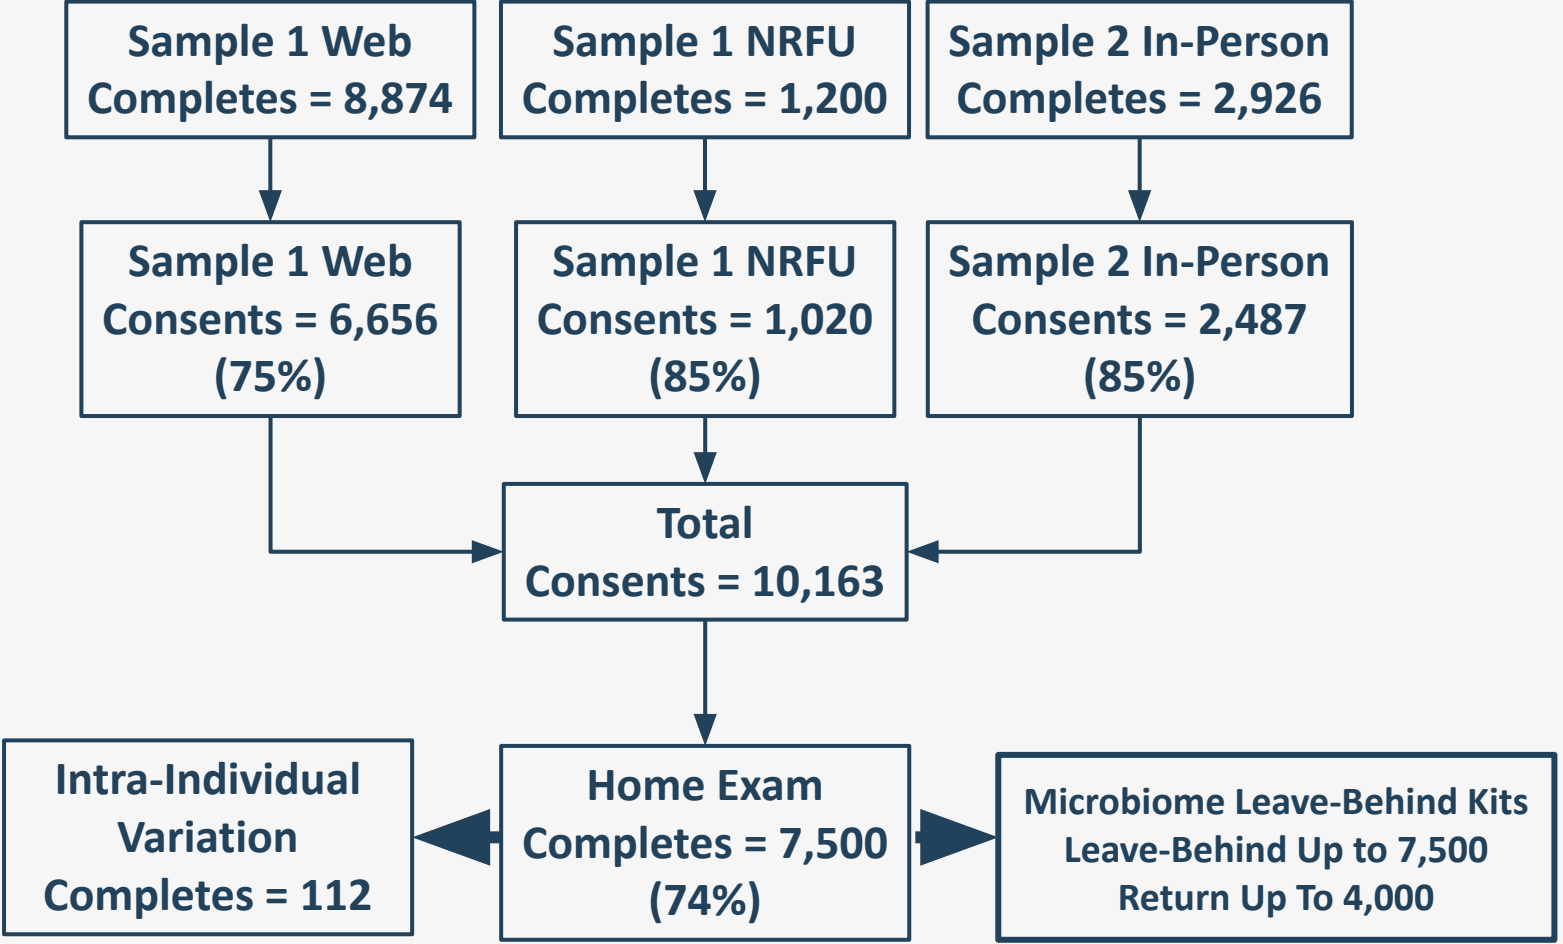 Sample 1 Web
Completes = 8,874
Sample 1 NRFU
Completes = 1,200
Sample 2 In-Person
Completes = 2,926
Sample 1 Web
Consents = 6,656
(75%)
Sample 1 NRFU
Consents = 1,020
(85%)
Sample 2 In-Person
Consents = 2,487
(85%)
Total
Consents = 10,163
Intra-Individual
Variation
Completes = 112
Home Exam
Completes = 7,500
(74%)
Microbiome Leave-Behind Kits
Leave-Behind Up to 7,500
Return Up To 4,000